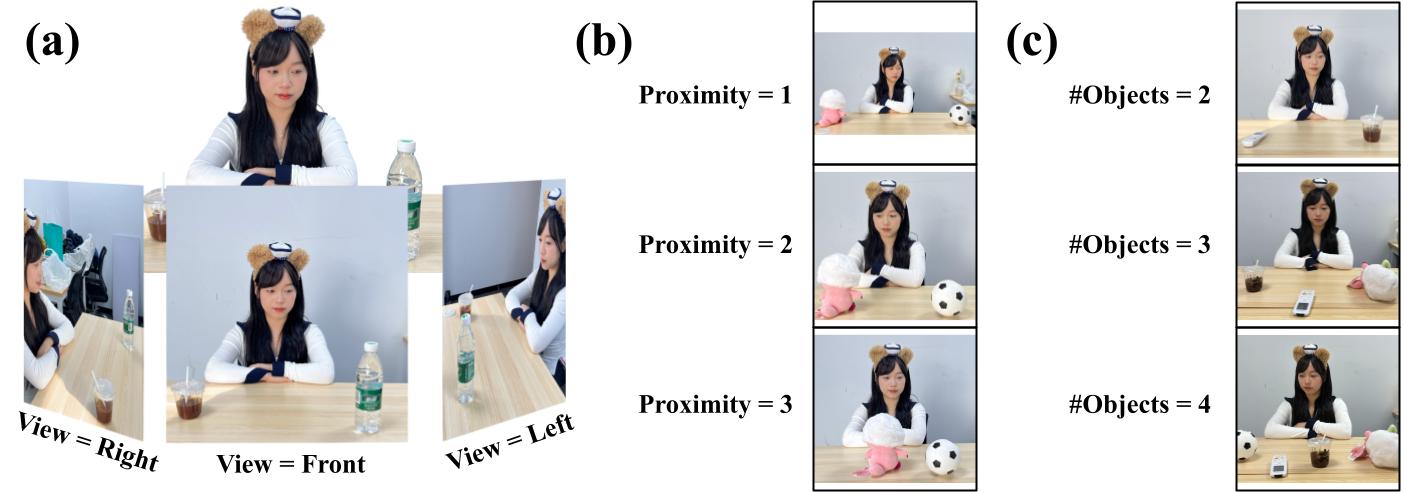 (a)
View = Right
View = Front
View = Left
(b)
Proximity = 1
Proximity = 2
Proximity = 3
(c)
#Objects = 2
#Objects = 3
#Objects = 4